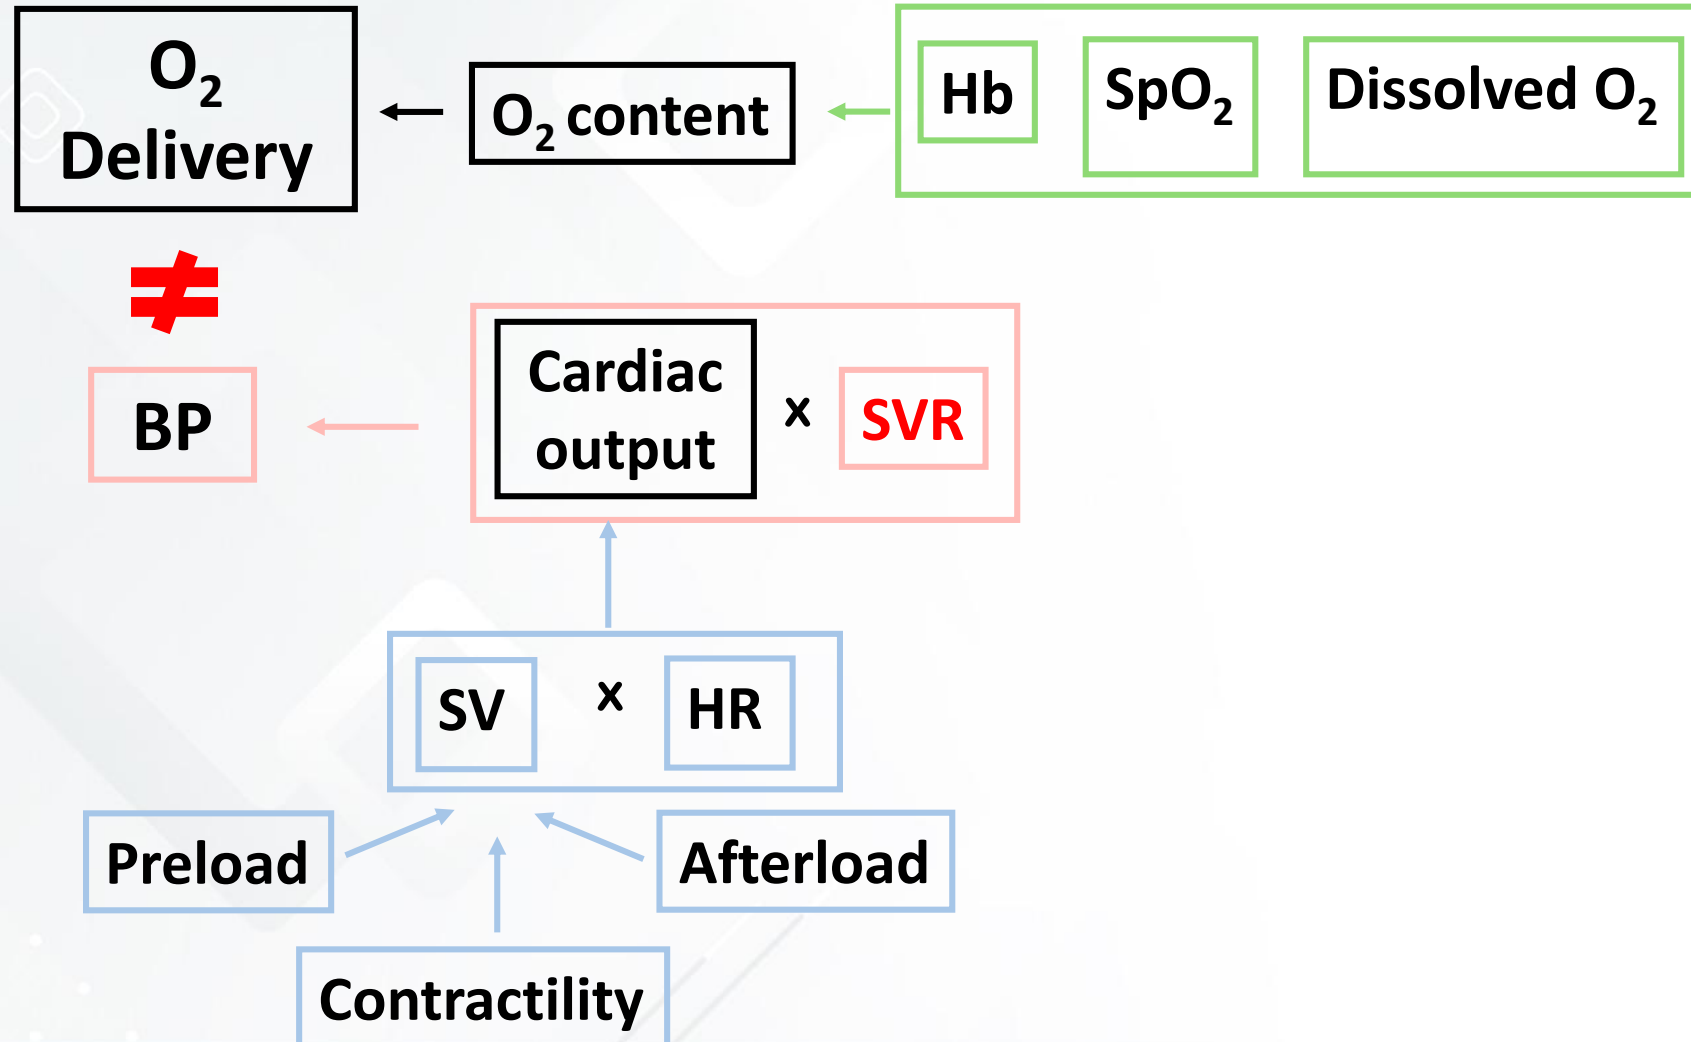 O₂
Delivery
O₂ content
Hb
SpO₂
Dissolved O₂
≠
BP
Cardiac
output
x
SVR
SV
x
HR
Preload
Afterload
Contractility